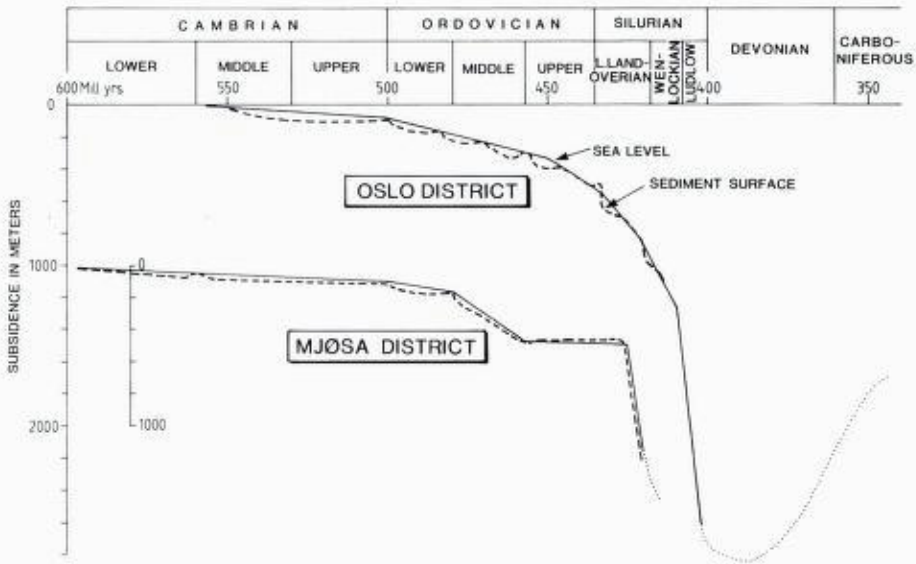 CAMBRIAN ORDOVICIAN SILURIAN
DEVONIAN CARBO-
NIFEROUS
LOWER MIDDLE UPPER LOWER MIDDLE UPPER LLAND-
OVERIAN WEN-
LOCKIAN LUDLOW
600 Mill yrs 550 500 450 400 350
0
SEA LEVEL
SEDIMENT SURFACE
OSLO DISTRICT
SUBSIDENCE IN METERS
1000 0
MJØSA DISTRICT
1000
2000